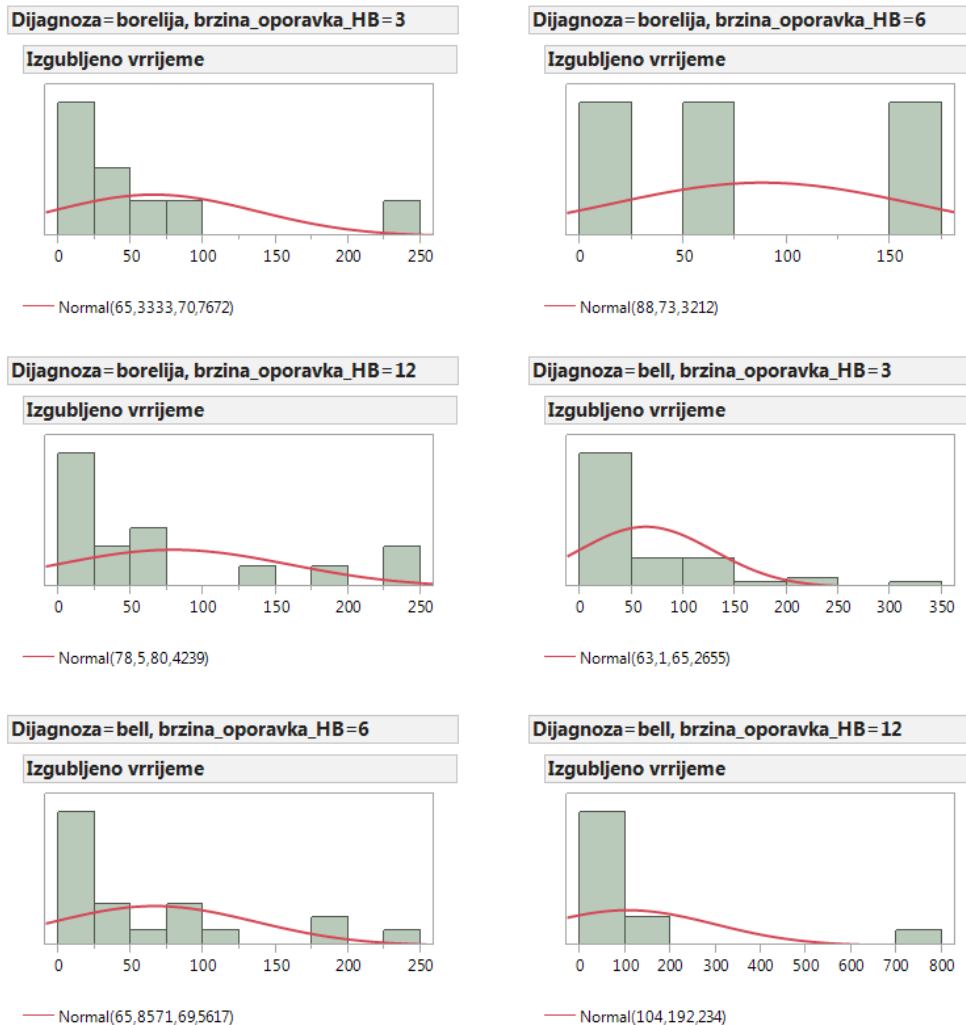 Dijagnoza=borelija, brzina_oporavka_HB=3
Izgubljeno vrrijeme
0 50 100 150 200 250
Normal(65,3333,70,7672)
Dijagnoza=borelija, brzina_oporavka_HB=6
Izgubljeno vrrijeme
0 50 100 150
Normal(88,73,3212)
Dijagnoza=borelija, brzina_oporavka_HB=12
Izgubljeno vrrijeme
0 50 100 150 200 250
Normal(78,5,80,4239)
Dijagnoza=bell, brzina_oporavka_HB=3
Izgubljeno vrrijeme
0 50 100 150 200 250 300 350
Normal(63,1,65,2655)
Dijagnoza=bell, brzina_oporavka_HB=6
Izgubljeno vrrijeme
0 50 100 150 200 250
Normal(65,8571,69,5617)
Dijagnoza=bell, brzina_oporavka_HB=12
Izgubljeno vrrijeme
0 100 200 300 400 500 600 700 800
Normal(104,192,234)